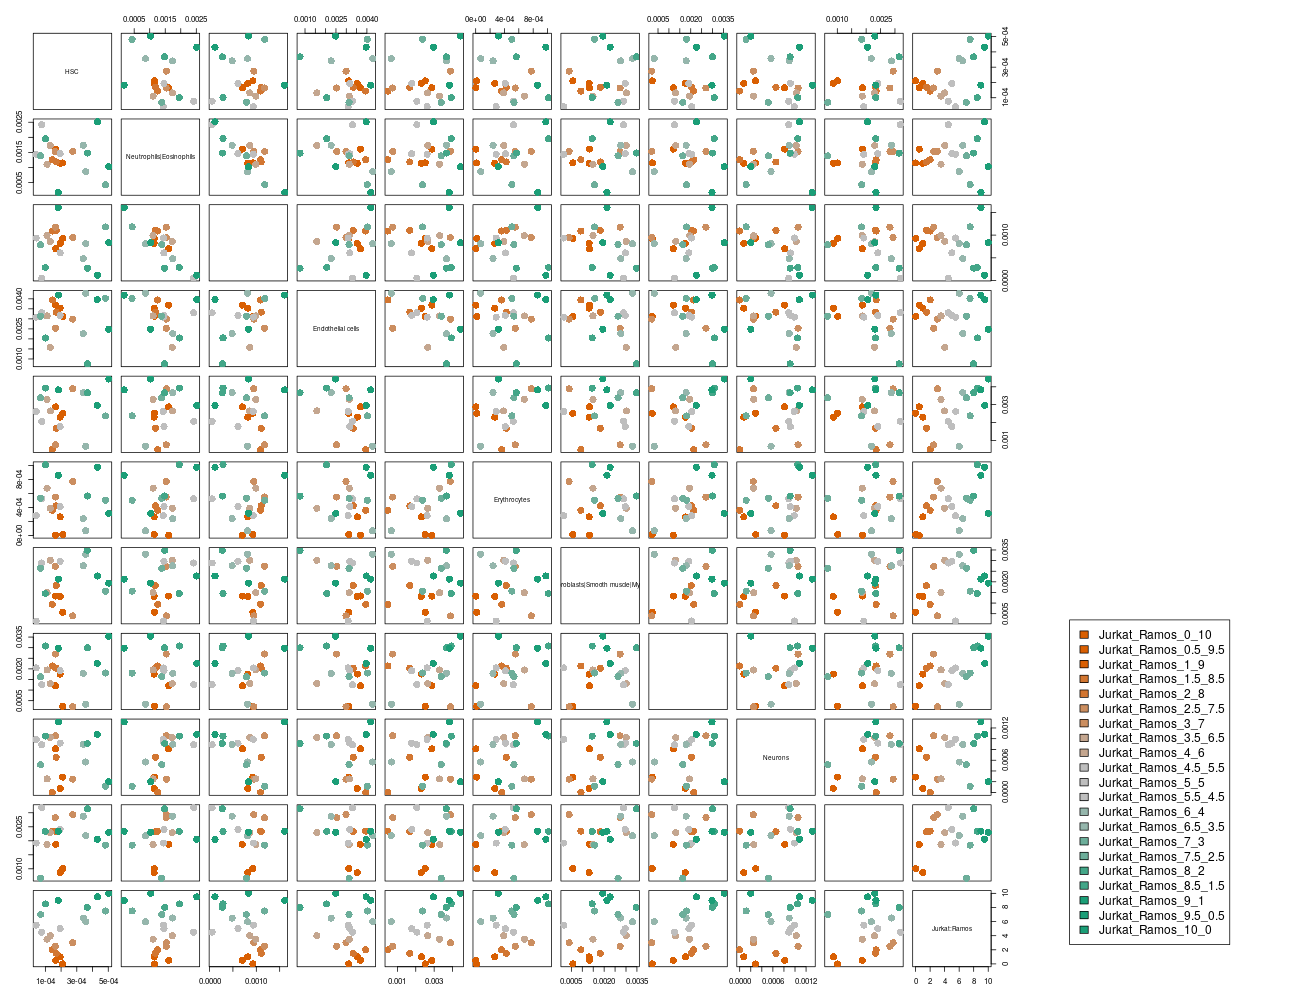 0.0005 0.0015 0.0025 0.0010 0.0025 0.0040 0e+00 4e-04 8e-04 0.0005 0.0020 0.0035 0.0010 0.0025
HSC
1e-04 3e-04 5e-04
Neutrophils|Eosinophils
0.0005 0.0015 0.0025
0.0000 0.0010
Endothelial cells
0.0010 0.0025 0.0040
0.001 0.003
Erythrocytes
0e+00 4e-04 8e-04
roblasts|Smooth muscle|My
0.0005 0.0020 0.0035
0.0005 0.0020 0.0035
Neurons
0.0000 0.0006 0.0012
0.0010 0.0025
Jurkat:Ramos
0 2 4 6 8 10
1e-04 3e-04 5e-04 0.0000 0.0010 0.001 0.003 0.0005 0.0020 0.0035 0.0000 0.0006 0.0012 0 2 4 6 8 10
Jurkat_Ramos_0_10
Jurkat_Ramos_0.5_9.5
Jurkat_Ramos_1_9
Jurkat_Ramos_1.5_8.5
Jurkat_Ramos_2_8
Jurkat_Ramos_2.5_7.5
Jurkat_Ramos_3_7
Jurkat_Ramos_3.5_6.5
Jurkat_Ramos_4_6
Jurkat_Ramos_4.5_5.5
Jurkat_Ramos_5_5
Jurkat_Ramos_5.5_4.5
Jurkat_Ramos_6_4
Jurkat_Ramos_6.5_3.5
Jurkat_Ramos_7_3
Jurkat_Ramos_7.5_2.5
Jurkat_Ramos_8_2
Jurkat_Ramos_8.5_1.5
Jurkat_Ramos_9_1
Jurkat_Ramos_9.5_0.5
Jurkat_Ramos_10_0